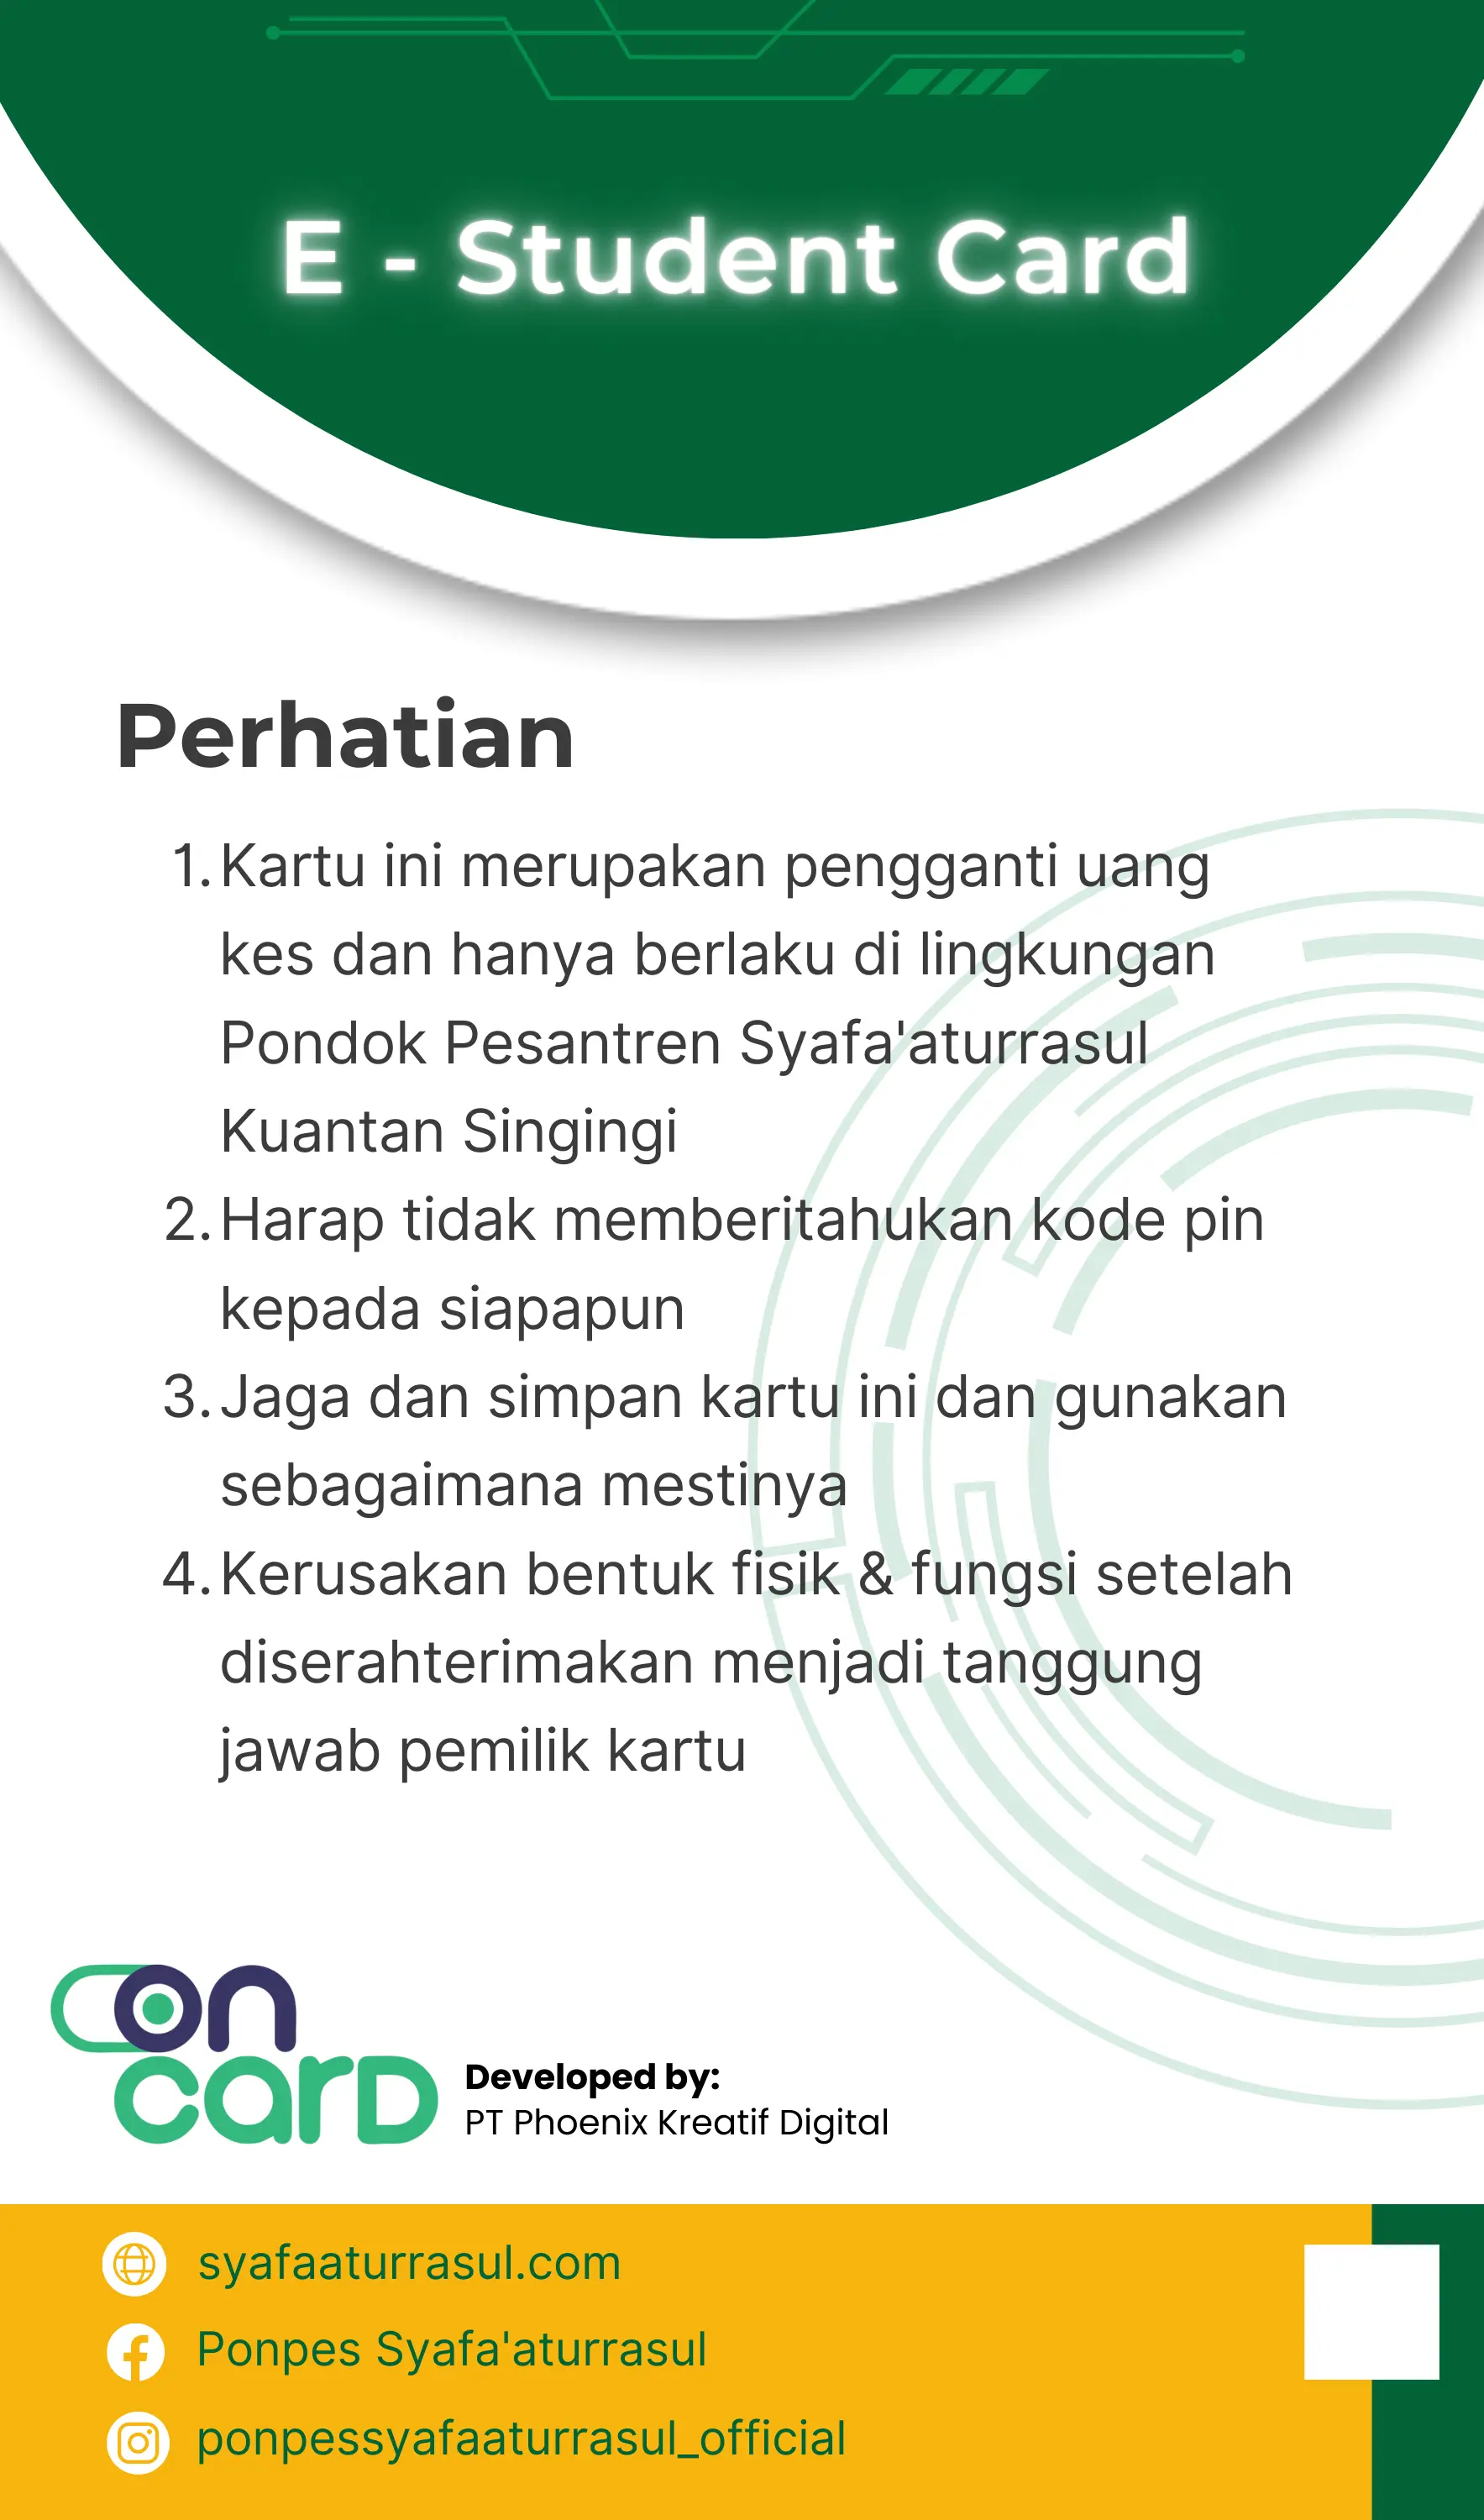 E - Student Card
Perhatian
1. Kartu ini merupakan pengganti uang
kes dan hanya berlaku di lingkungan
Pondok Pesantren Syafa'aturrasul
Kuantan Singingi
2. Harap tidak memberitahukan kode pin
kepada siapapun
3. Jaga dan simpan kartu ini dan gunakan
sebagaimana mestinya
4. Kerusakan bentuk fisik & fungsi setelah
diserahterimakan menjadi tanggung
jawab pemilik kartu
on
carD
Developed by:
PT Phoenix Kreatif Digital
syafaaturrasul.com
Ponpes Syafa'aturrasul
ponpessyafaaturrasul_official